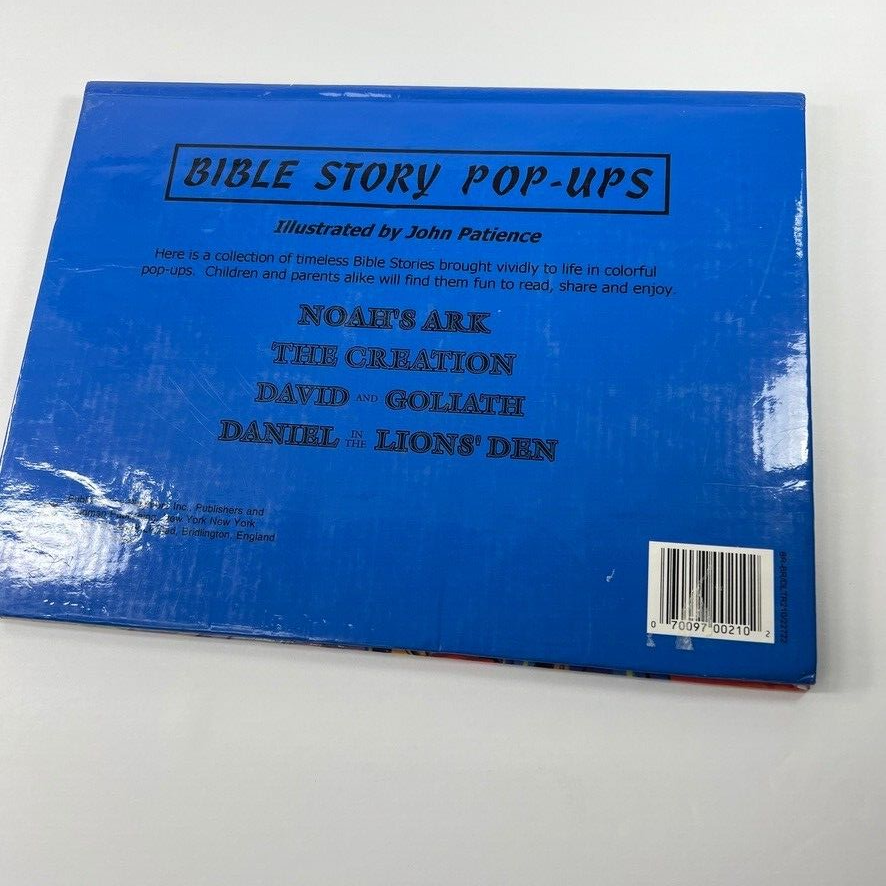 BIBLE STORY POP-UPS
Illustrated by John Patience
Here is a collection of timeless Bible Stories brought vividly to life in colorful
pop-ups. Children and parents alike will find them fun to read, share and enjoy.
NOAH'S ARK
THE CREATION
DAVID AND GOLIATH
DANIEL IN THE LIONS' DEN
Inc., Publishers and
New York New York
Bridlington, England
0 70097 00210 2